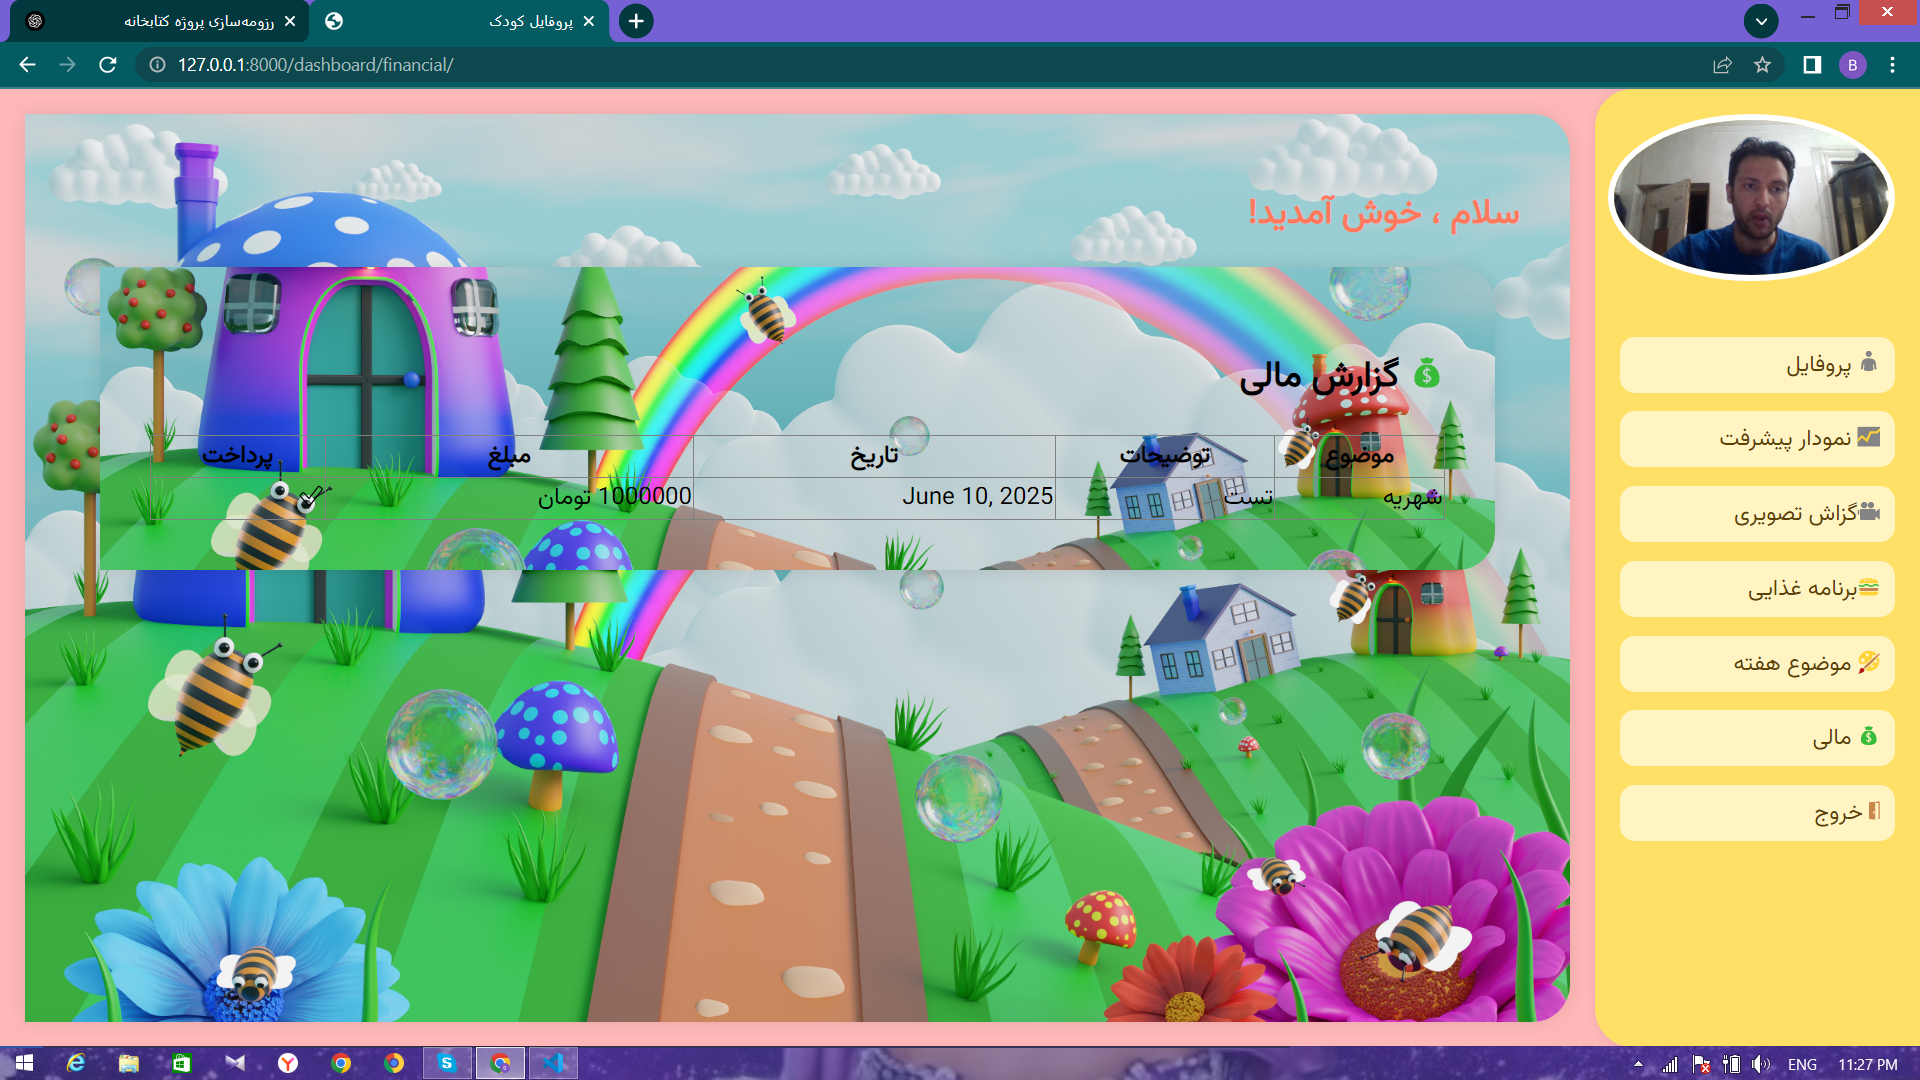 رزومه‌سازی پروژه کتابخانه
پروفایل کودک
127.0.0.1:8000/dashboard/financial/
B
سلام ، خوش آمدید!
گزارش مالی
موضوع توضیحات تاریخ مبلغ پرداخت
شهریه تست June 10, 2025 1000000 تومان
پروفایل
نمودار پیشرفت
گزاش تصویری
برنامه غذایی
موضوع هفته
مالی
خروج
ENG 11:27 PM